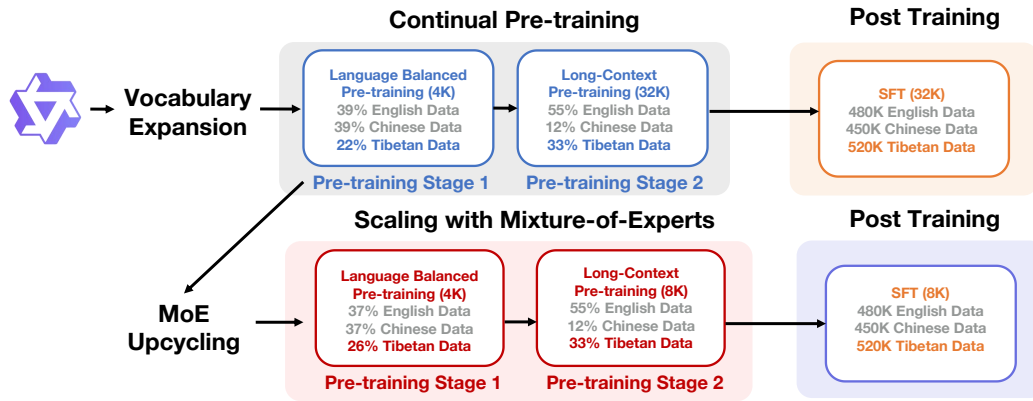 Continual Pre-training
Post Training
Vocabulary
Expansion
Language Balanced
Pre-training (4K)
39% English Data
39% Chinese Data
22% Tibetan Data
Pre-training Stage 1
Long-Context
Pre-training (32K)
55% English Data
12% Chinese Data
33% Tibetan Data
Pre-training Stage 2
SFT (32K)
480K English Data
450K Chinese Data
520K Tibetan Data
Scaling with Mixture-of-Experts
Post Training
MoE
Upcycling
Language Balanced
Pre-training (4K)
37% English Data
37% Chinese Data
26% Tibetan Data
Pre-training Stage 1
Long-Context
Pre-training (8K)
55% English Data
12% Chinese Data
33% Tibetan Data
Pre-training Stage 2
SFT (8K)
480K English Data
450K Chinese Data
520K Tibetan Data